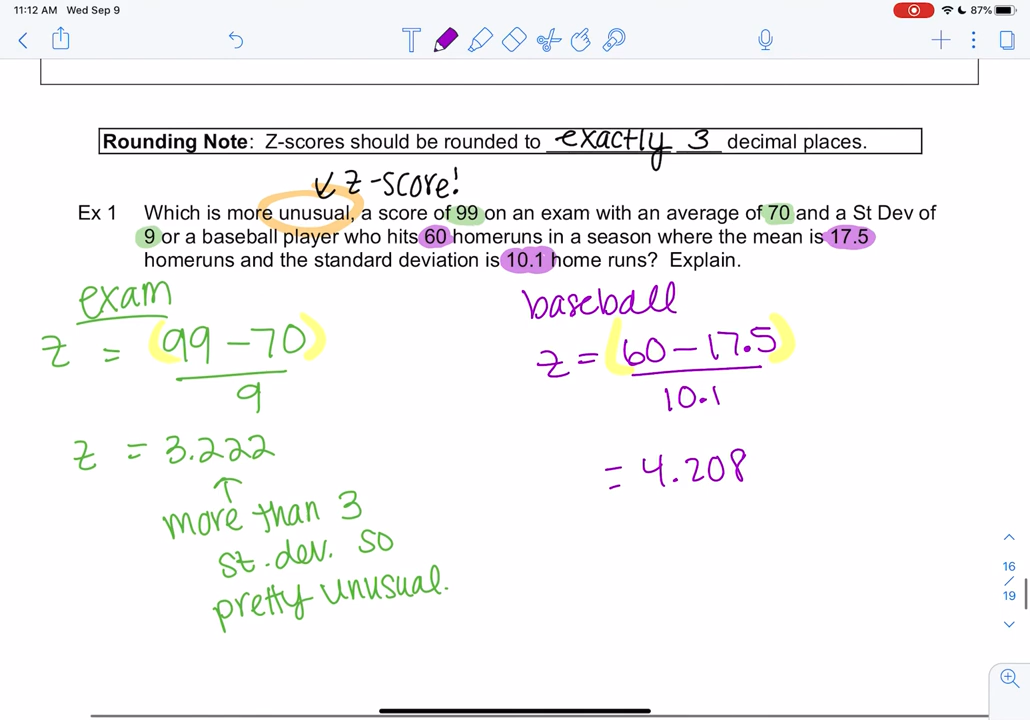 11:12 AM Wed Sep 9
87%
T
Rounding Note: Z-scores should be rounded to exactly 3 decimal places.
z-score!
Ex 1 Which is more unusual, a score of 99 on an exam with an average of 70 and a St Dev of
9 or a baseball player who hits 60 homeruns in a season where the mean is 17.5
homeruns and the standard deviation is 10.1 home runs? Explain.
exam
z = (99 - 70)
9
z = 3.222
more than 3
st. dev. so
pretty unusual.
baseball
z = (60 - 17.5)
10.1
= 4.208
16
/
19